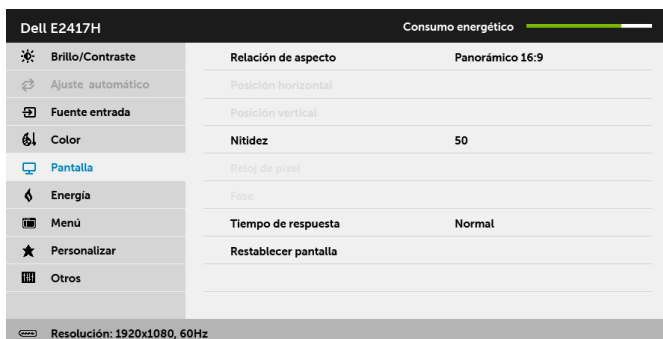 Dell E2417H Consumo energético
Brillo/Contraste Relación de aspecto Panorámico 16:9
Ajuste automático Posición horizontal
Fuente entrada Posición vertical
Color Nitidez 50
Pantalla Reloj de píxel
Energía Fase
Menú Tiempo de respuesta Normal
Personalizar Restablecer pantalla
Otros
Resolución: 1920x1080, 60Hz